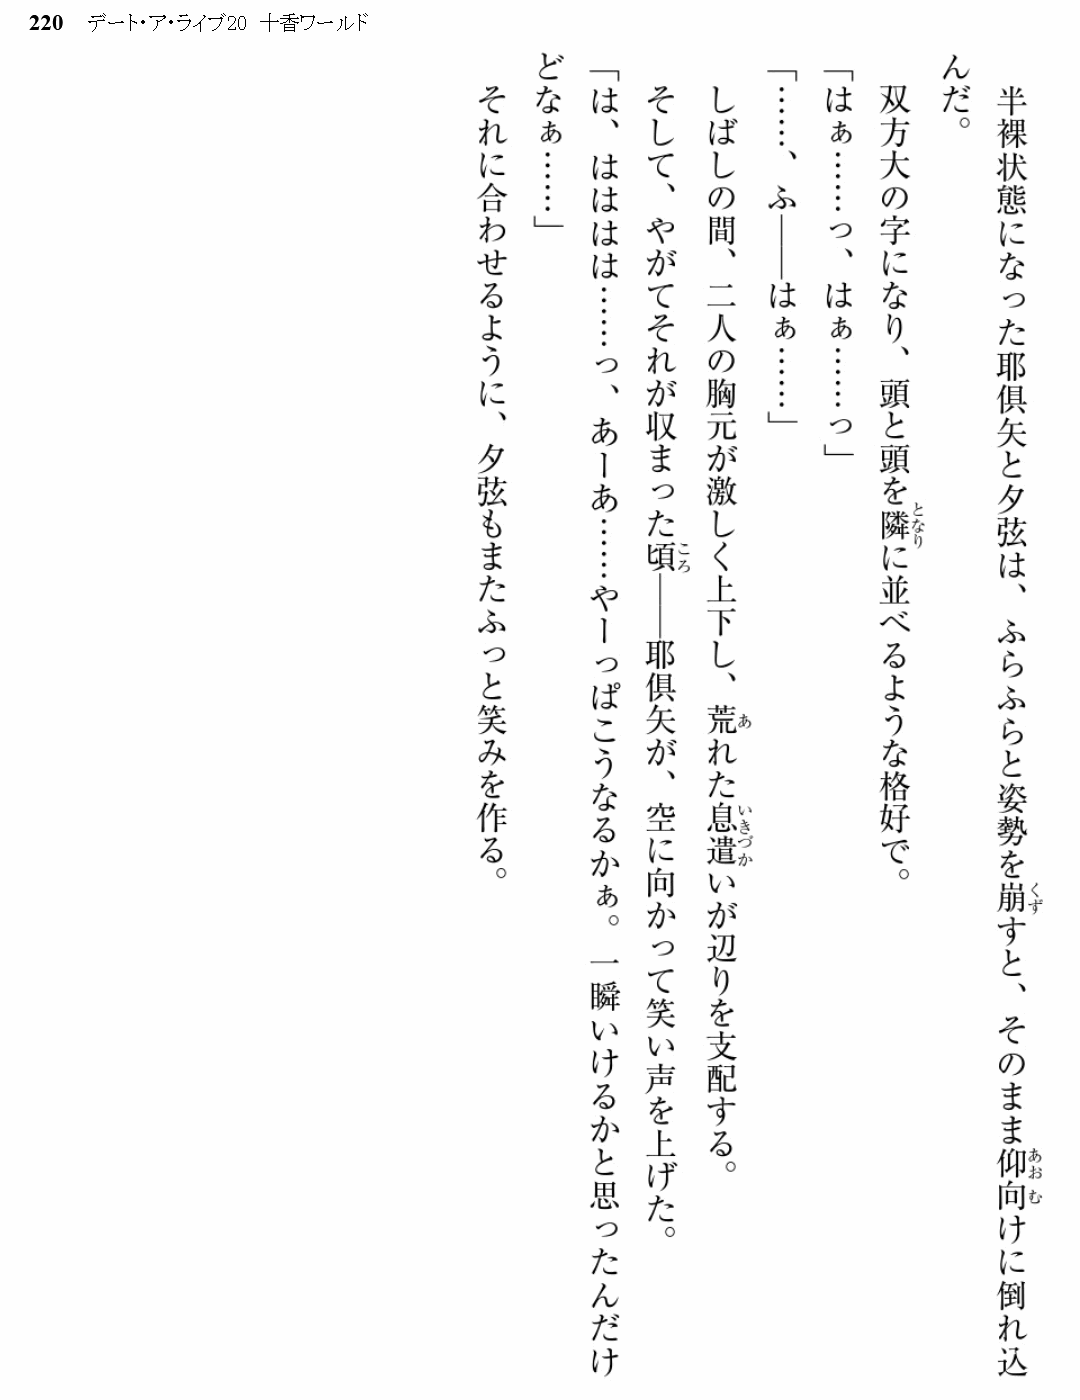 220 デート・ア・ライブ20 十香ワールド
半裸状態になった耶倶矢と夕弦は、ふらふらと姿勢を崩すと、そのまま仰向けに倒れ込
んだ。
双方大の字になり、頭と頭を隣に並べるような格好で。
「はぁ……っ、はぁ……っ」
「……、ふ――はぁ……」
しばしの間、二人の胸元が激しく上下し、荒れた息遣いが辺りを支配する。
そして、やがてそれが収まった頃――耶倶矢が、空に向かって笑い声を上げた。
「は、はははは……っ、あーあ……やーっぱこうなるかぁ。一瞬いけるかと思ったんだけ
どなぁ……」
それに合わせるように、夕弦もまたふっと笑みを作る。